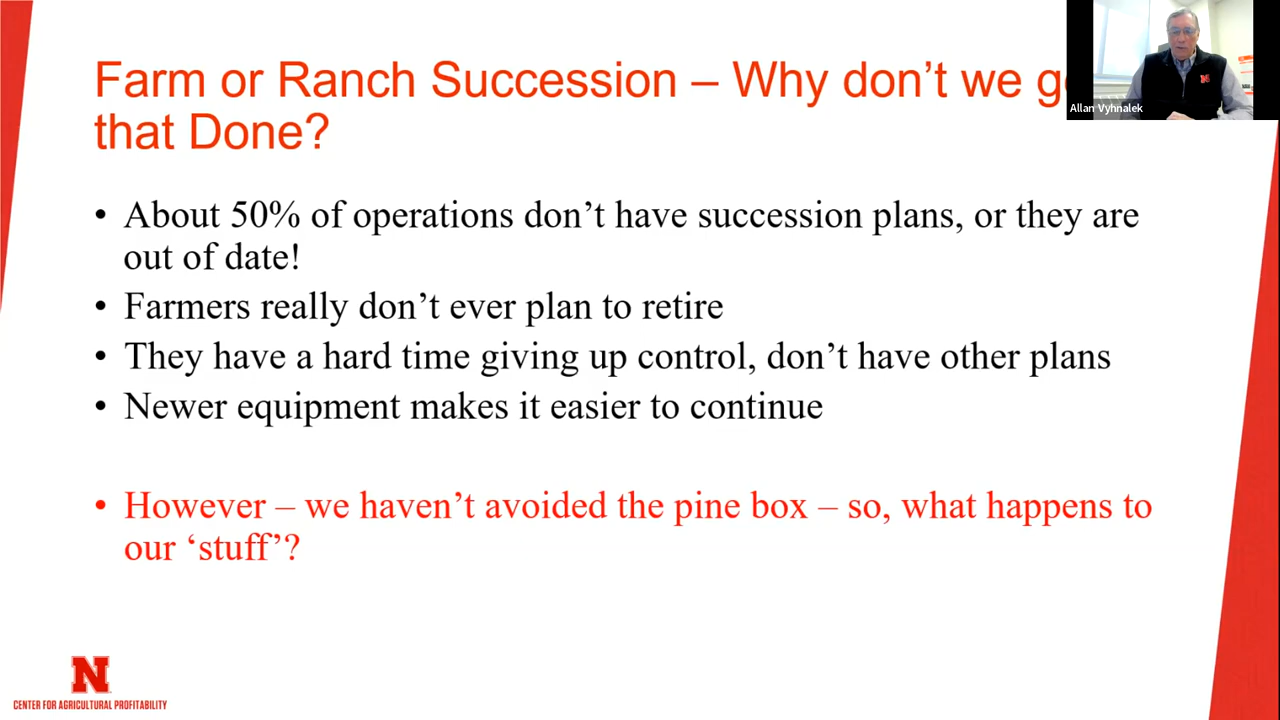 Farm or Ranch Succession – Why don't we g
that Done?
Allan Vyhnalek
N
• About 50% of operations don't have succession plans, or they are
out of date!
• Farmers really don't ever plan to retire
• They have a hard time giving up control, don't have other plans
• Newer equipment makes it easier to continue
• However – we haven't avoided the pine box – so, what happens to
our 'stuff'?
N
CENTER FOR AGRICULTURAL PROFITABILITY